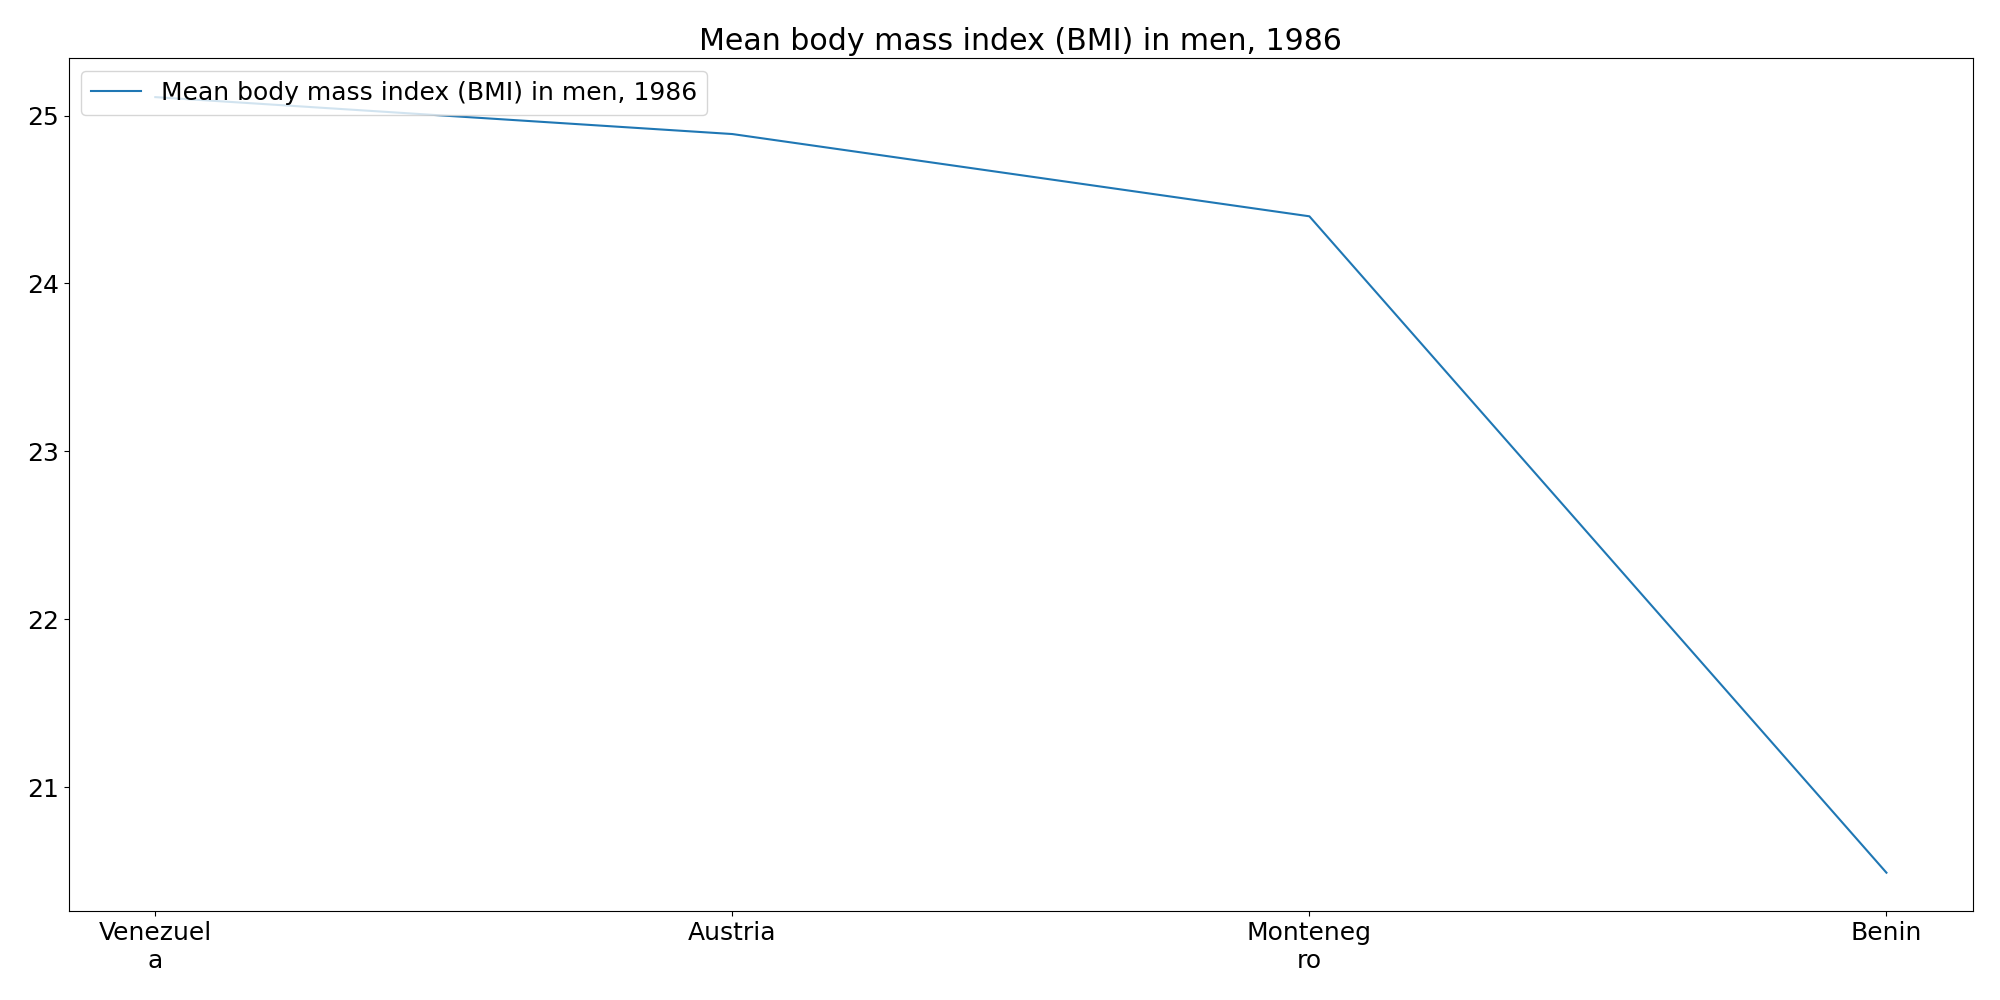 Mean body mass index (BMI) in men, 1986
Mean body mass index (BMI) in men, 1986
25
24
23
22
21
Venezuel
a
Austria
Monteneg
ro
Benin